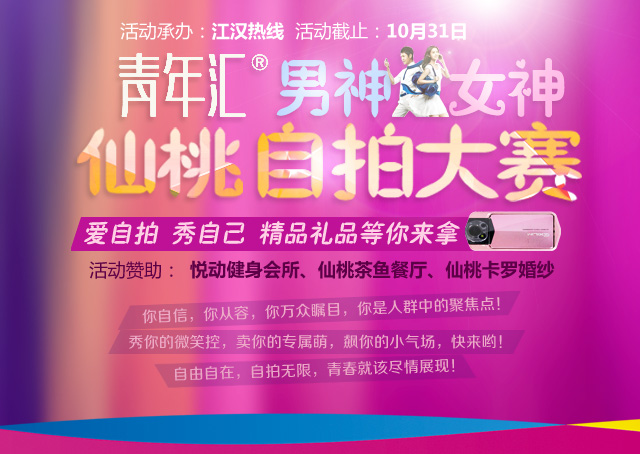 活动承办：江汉热线 活动截止：10月31日
青年汇® 男神 女神
仙桃自拍大赛
爱自拍 秀自己 精品礼品等你来拿
活动赞助： 悦动健身会所、仙桃茶鱼餐厅、仙桃卡罗婚纱
你自信，你从容，你万众瞩目，你是人群中的聚焦点！
秀你的微笑控，卖你的专属萌，飙你的小气场，快来哟！
自由自在，自拍无限，青春就该尽情展现！